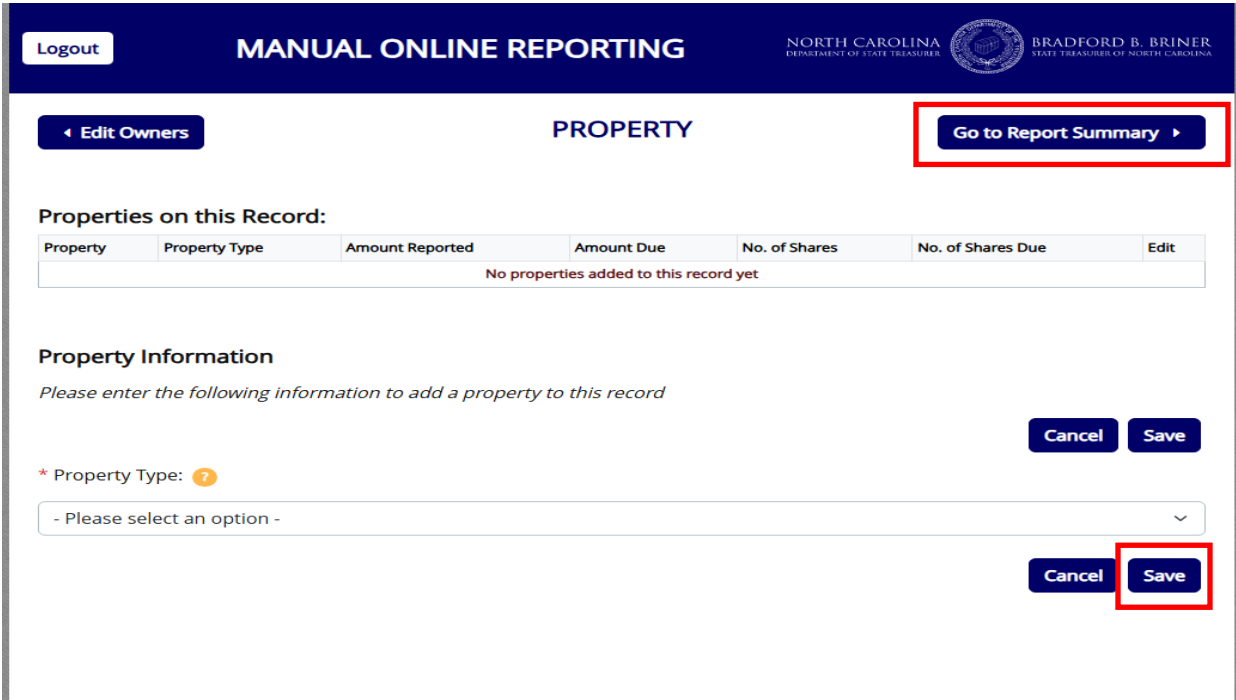 Logout
MANUAL ONLINE REPORTING
NORTH CAROLINA
DEPARTMENT OF STATE TREASURER
BRADFORD B. BRINER
STATE TREASURER OF NORTH CAROLINA
Edit Owners
PROPERTY
Go to Report Summary
Properties on this Record:
Property Property Type Amount Reported Amount Due No. of Shares No. of Shares Due Edit
No properties added to this record yet
Property Information
Please enter the following information to add a property to this record
Cancel Save
* Property Type: ?
- Please select an option -
Cancel Save